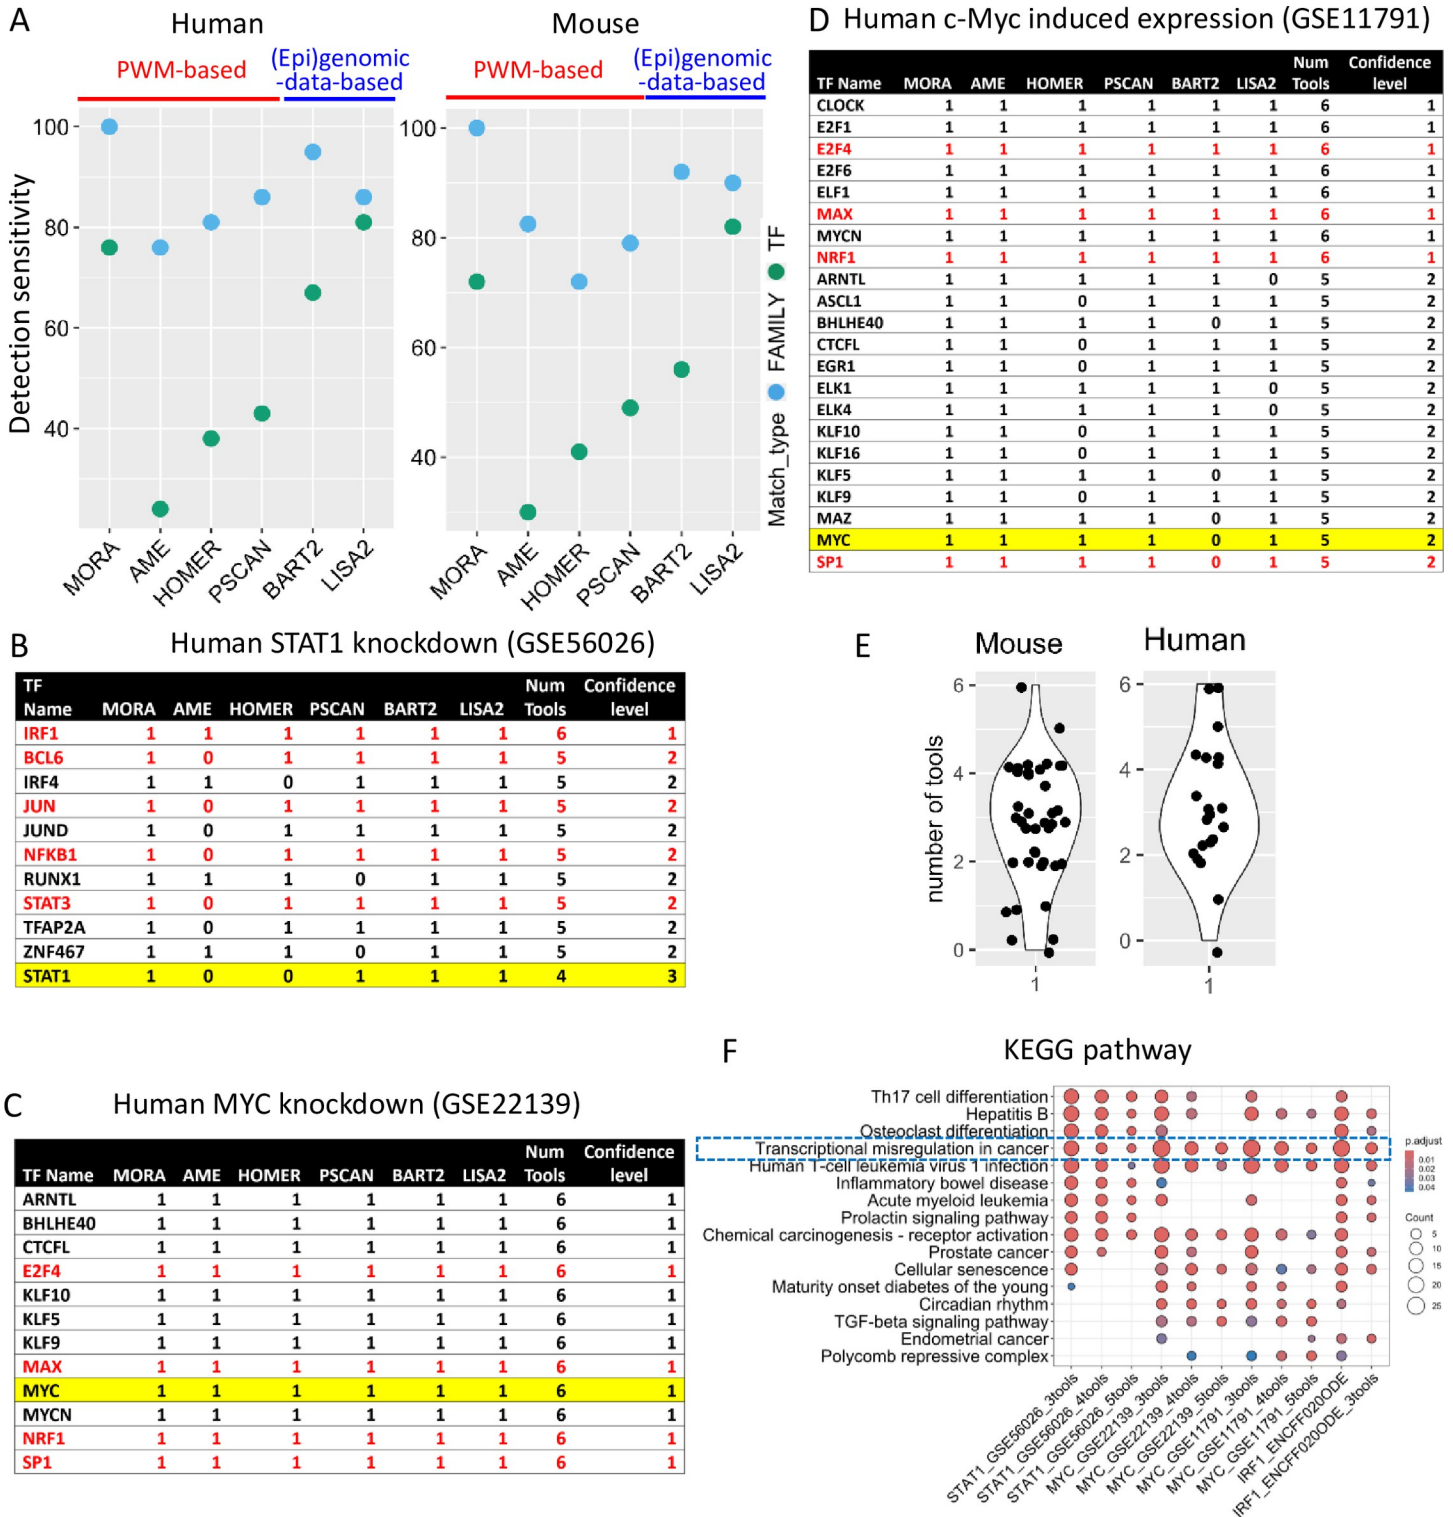 A
Human
Mouse
PWM-based
(Epi)genomic
-data-based
PWM-based
(Epi)genomic
-data-based
Detection sensitivity
100
80
60
40
100
80
60
40
MORA
AME
HOMER
PSCAN
BART2
LISA2
MORA
AME
HOMER
PSCAN
BART2
LISA2
Match_type FAMILY TF
D Human c-Myc induced expression (GSE11791)
TF Name MORA AME HOMER PSCAN BART2 LISA2 Num Tools Confidence level
CLOCK 1 1 1 1 1 1 6 1
E2F1 1 1 1 1 1 1 6 1
E2F4 1 1 1 1 1 1 6 1
E2F6 1 1 1 1 1 1 6 1
ELF1 1 1 1 1 1 1 6 1
MAX 1 1 1 1 1 1 6 1
MYCN 1 1 1 1 1 1 6 1
NRF1 1 1 1 1 1 1 6 1
ARNTL 1 1 1 1 1 0 5 2
ASCL1 1 1 0 1 1 1 5 2
BHLHE40 1 1 1 1 0 1 5 2
CTCFL 1 1 0 1 1 1 5 2
EGR1 1 1 0 1 1 1 5 2
ELK1 1 1 1 1 1 0 5 2
ELK4 1 1 1 1 1 0 5 2
KLF10 1 1 0 1 1 1 5 2
KLF16 1 1 0 1 1 1 5 2
KLF5 1 1 1 1 0 1 5 2
KLF9 1 1 0 1 1 1 5 2
MAZ 1 1 1 1 0 1 5 2
MYC 1 1 1 1 0 1 5 2
SP1 1 1 1 1 0 1 5 2
B Human STAT1 knockdown (GSE56026)
TF Name MORA AME HOMER PSCAN BART2 LISA2 Num Tools Confidence level
IRF1 1 1 1 1 1 1 6 1
BCL6 1 0 1 1 1 1 5 2
IRF4 1 1 0 1 1 1 5 2
JUN 1 0 1 1 1 1 5 2
JUND 1 0 1 1 1 1 5 2
NFKB1 1 0 1 1 1 1 5 2
RUNX1 1 1 1 0 1 1 5 2
STAT3 1 0 1 1 1 1 5 2
TFAP2A 1 0 1 1 1 1 5 2
ZNF467 1 1 1 0 1 1 5 2
STAT1 1 0 0 1 1 1 4 3
E
Mouse
Human
number of tools
6
4
2
0
1
6
4
2
0
1
C Human MYC knockdown (GSE22139)
TF Name MORA AME HOMER PSCAN BART2 LISA2 Num Tools Confidence level
ARNTL 1 1 1 1 1 1 6 1
BHLHE40 1 1 1 1 1 1 6 1
CTCFL 1 1 1 1 1 1 6 1
E2F4 1 1 1 1 1 1 6 1
KLF10 1 1 1 1 1 1 6 1
KLF5 1 1 1 1 1 1 6 1
KLF9 1 1 1 1 1 1 6 1
MAX 1 1 1 1 1 1 6 1
MYC 1 1 1 1 1 1 6 1
MYCN 1 1 1 1 1 1 6 1
NRF1 1 1 1 1 1 1 6 1
SP1 1 1 1 1 1 1 6 1
F KEGG pathway
Th17 cell differentiation
Hepatitis B
Osteoclast differentiation
Transcriptional misregulation in cancer
Human T-cell leukemia virus 1 infection
Inflammatory bowel disease
Acute myeloid leukemia
Prolactin signaling pathway
Chemical carcinogenesis - receptor activation
Prostate cancer
Cellular senescence
Maturity onset diabetes of the young
Circadian rhythm
TGF-beta signaling pathway
Endometrial cancer
Polycomb repressive complex
STAT1_GSE56026_3tools
STAT1_GSE56026_4tools
STAT1_GSE56026_5tools
MYC_GSE22139_3tools
MYC_GSE22139_4tools
MYC_GSE22139_5tools
MYC_GSE11791_3tools
MYC_GSE11791_4tools
MYC_GSE11791_5tools
IRF1_ENCFF020ODE
IRF1_ENCFF020ODE_3tools
p.adjust
0.01
0.02
0.03
0.04
Count
5
10
15
20
25